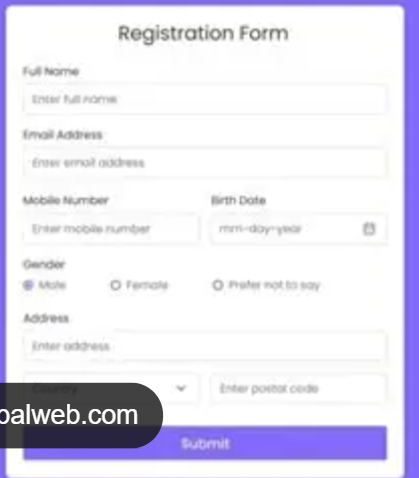 Registration Form
Full Name
Enter full name
Email Address
Enter email address
Mobile Number Birth Date
Enter mobile number mm-day-year
Gender
Male Female Prefer not to say
Address
Enter address
Country Enter postal code
palweb.com
Submit